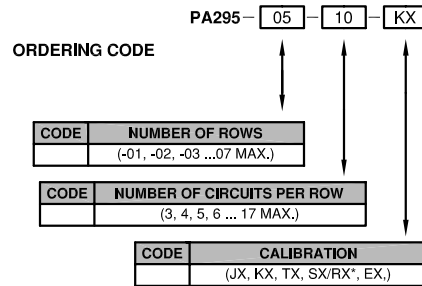 PA295 – 05 – 10 – KX
ORDERING CODE
CODE NUMBER OF ROWS
(-01, -02, -03 ...07 MAX.)
CODE NUMBER OF CIRCUITS PER ROW
(3, 4, 5, 6 ... 17 MAX.)
CODE CALIBRATION
(JX, KX, TX, SX/RX*, EX,)